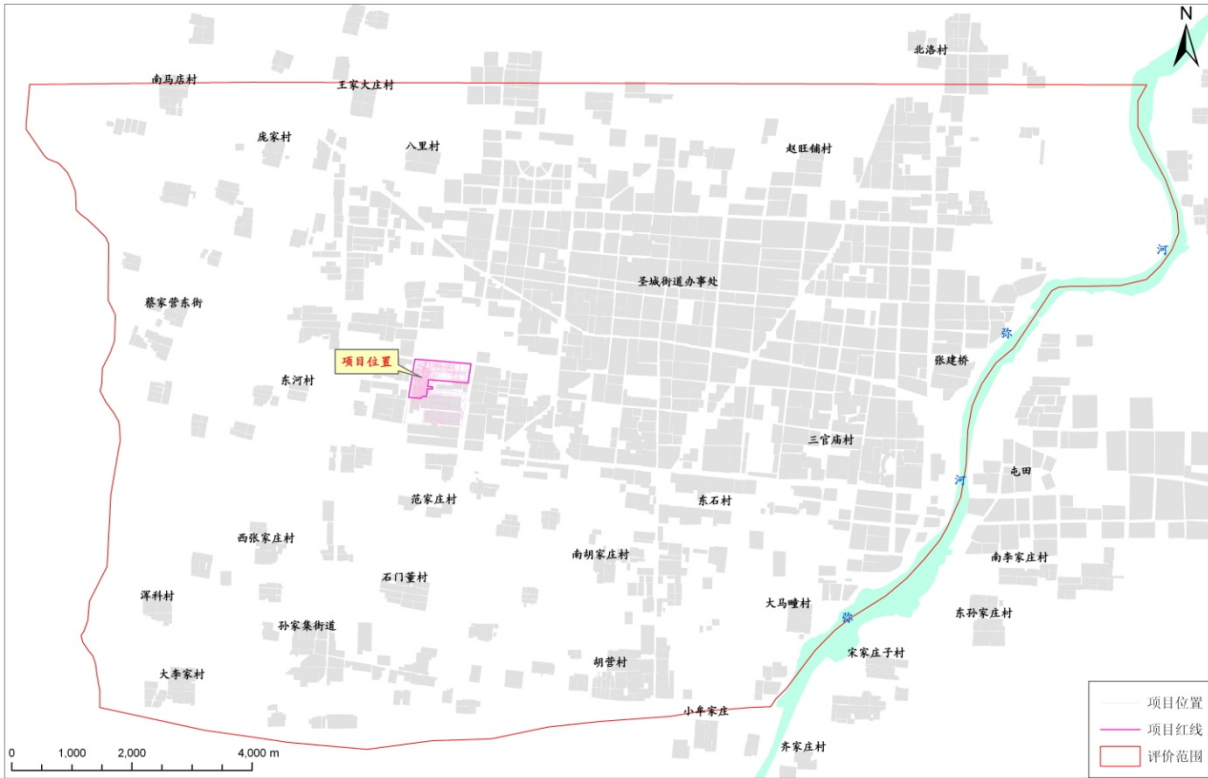 N
北洛村
南马店村
王家大庄村
庞家村
八里村
赵旺铺村
河
圣城街道办事处
蔡家营东街
弥
项目位置
张建桥
东河村
三官庙村
屯田
河
范家庄村
东石村
西张家庄村
南胡家庄村
南李家庄村
石门董村
浑科村
大马疃村
东孙家庄村
弥
孙家集街道
宋家庄子村
胡营村
大李家村
小牟家庄
齐家庄村
项目位置
项目红线
评价范围
0 1,000 2,000 4,000 m